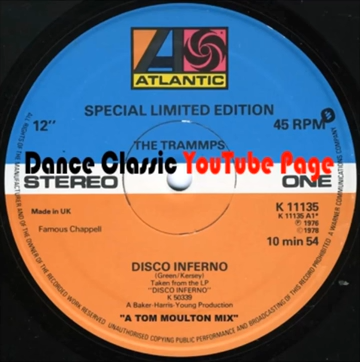 ATLANTIC
SPECIAL LIMITED EDITION
12" 45 RPM
THE TRAMMPS
Dance Classic YouTube Page
STEREO ONE
K 11135
K 11135 A1*
Made in UK
℗ 1976
© 1978
Famous Chappell
10 min 54
DISCO INFERNO
(Green/Kersey)
Taken from the LP
"DISCO INFERNO"
K 50339
A Baker-Harris-Young Production
"A TOM MOULTON MIX"